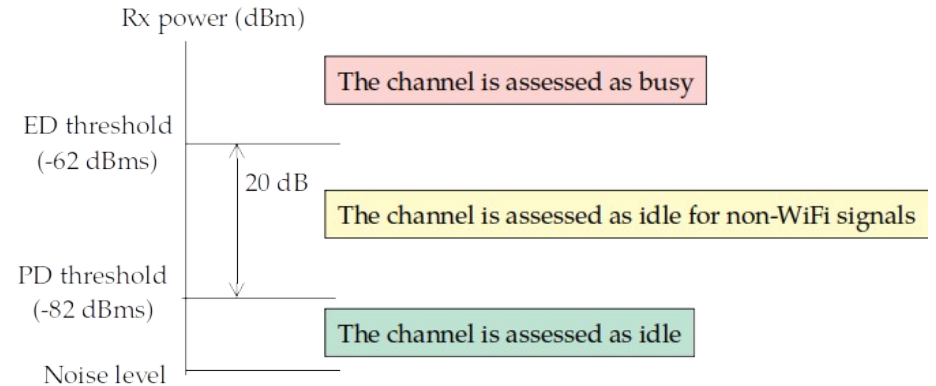 Rx power (dBm)
The channel is assessed as busy
ED threshold
(-62 dBms)
20 dB
The channel is assessed as idle for non-WiFi signals
PD threshold
(-82 dBms)
The channel is assessed as idle
Noise level